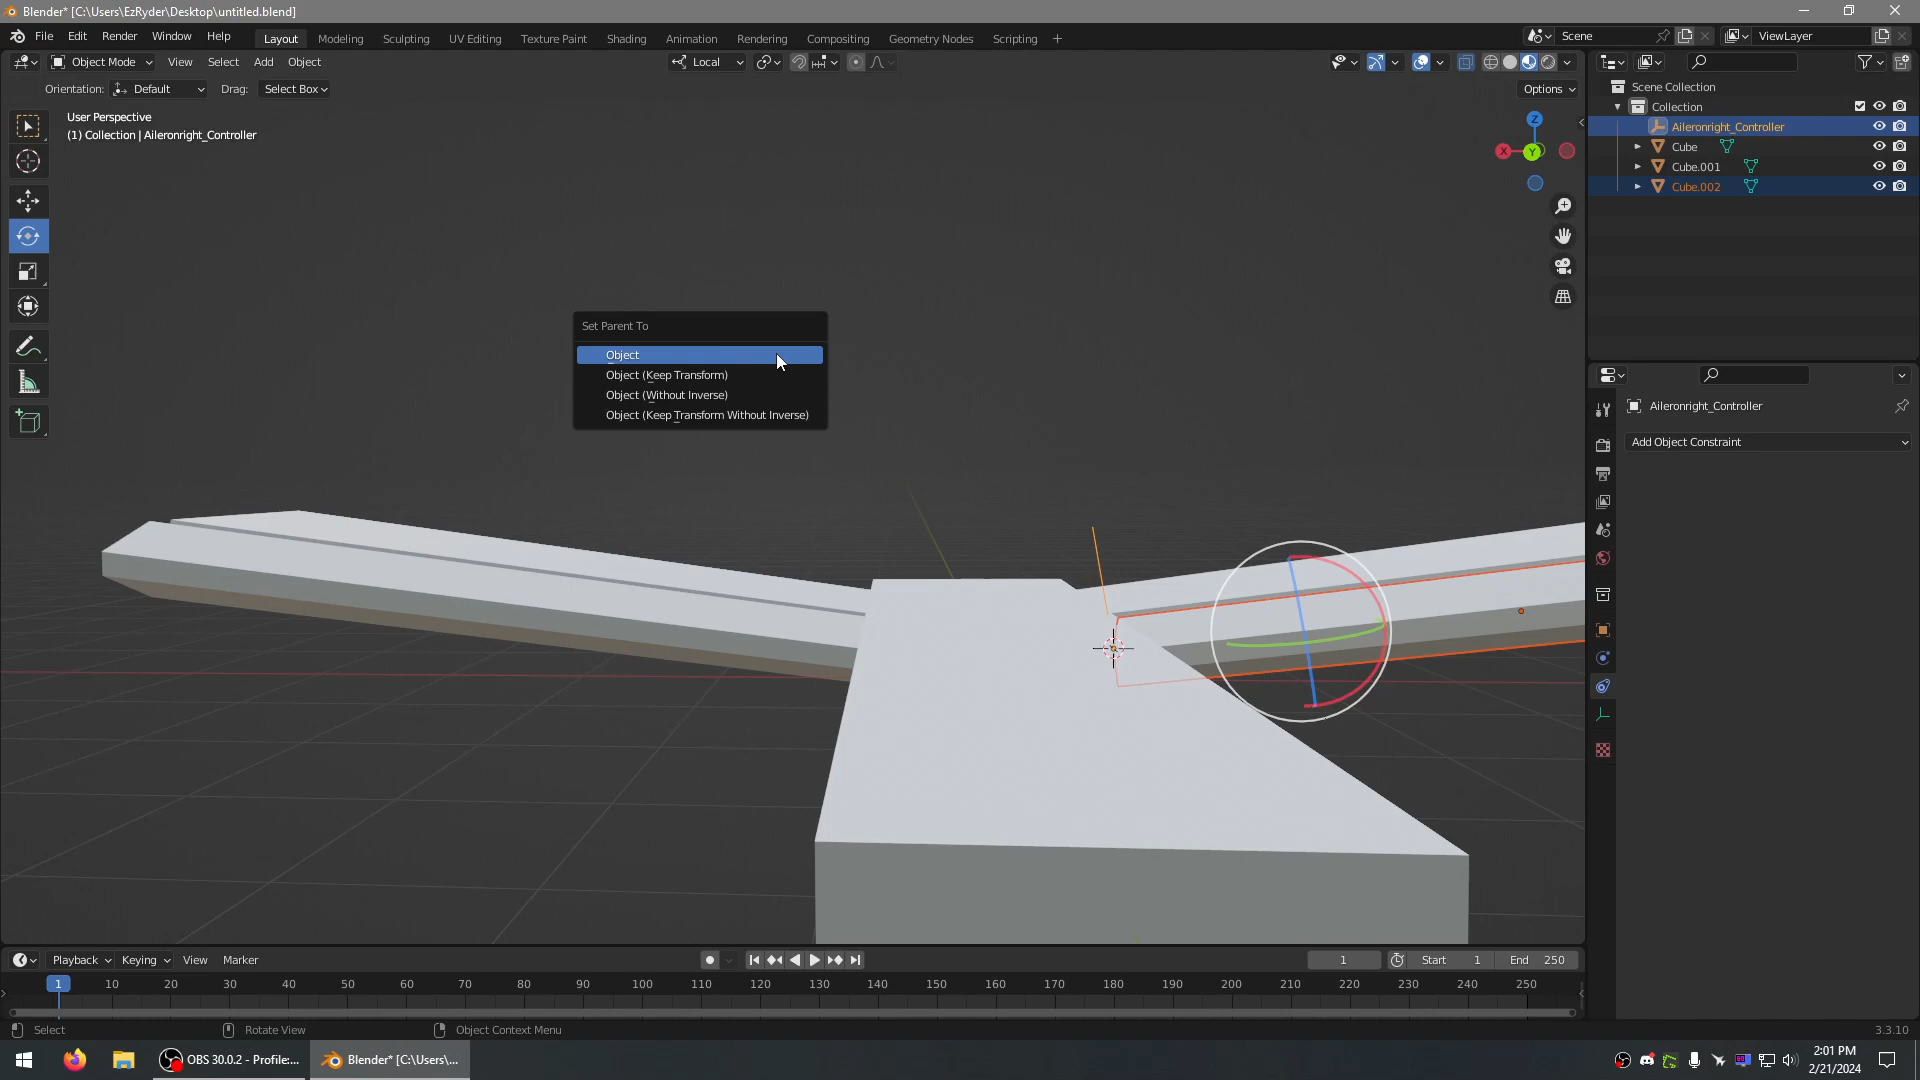 Blender* [C:\Users\EzRyder\Desktop\untitled.blend]
File Edit Render Window Help Layout Modeling Sculpting UV Editing Texture Paint Shading Animation Rendering Compositing Geometry Nodes Scripting + Scene ViewLayer
Object Mode View Select Add Object Local
Orientation: Default Drag: Select Box Options
User Perspective
(1) Collection | Aileronright_Controller
Z
X
Y
Scene Collection
Collection
Aileronright_Controller
Cube
Cube.001
Cube.002
Set Parent To
Object
Object (Keep Transform)
Object (Without Inverse)
Object (Keep Transform Without Inverse)
Aileronright_Controller
Add Object Constraint
Playback Keying View Marker 1 Start 1 End 250
1 10 20 30 40 50 60 70 80 90 100 110 120 130 140 150 160 170 180 190 200 210 220 230 240 250
Select Rotate View Object Context Menu 3.3.10
OBS 30.0.2 - Profile:... Blender* [C:\Users\... 2:01 PM
2/21/2024